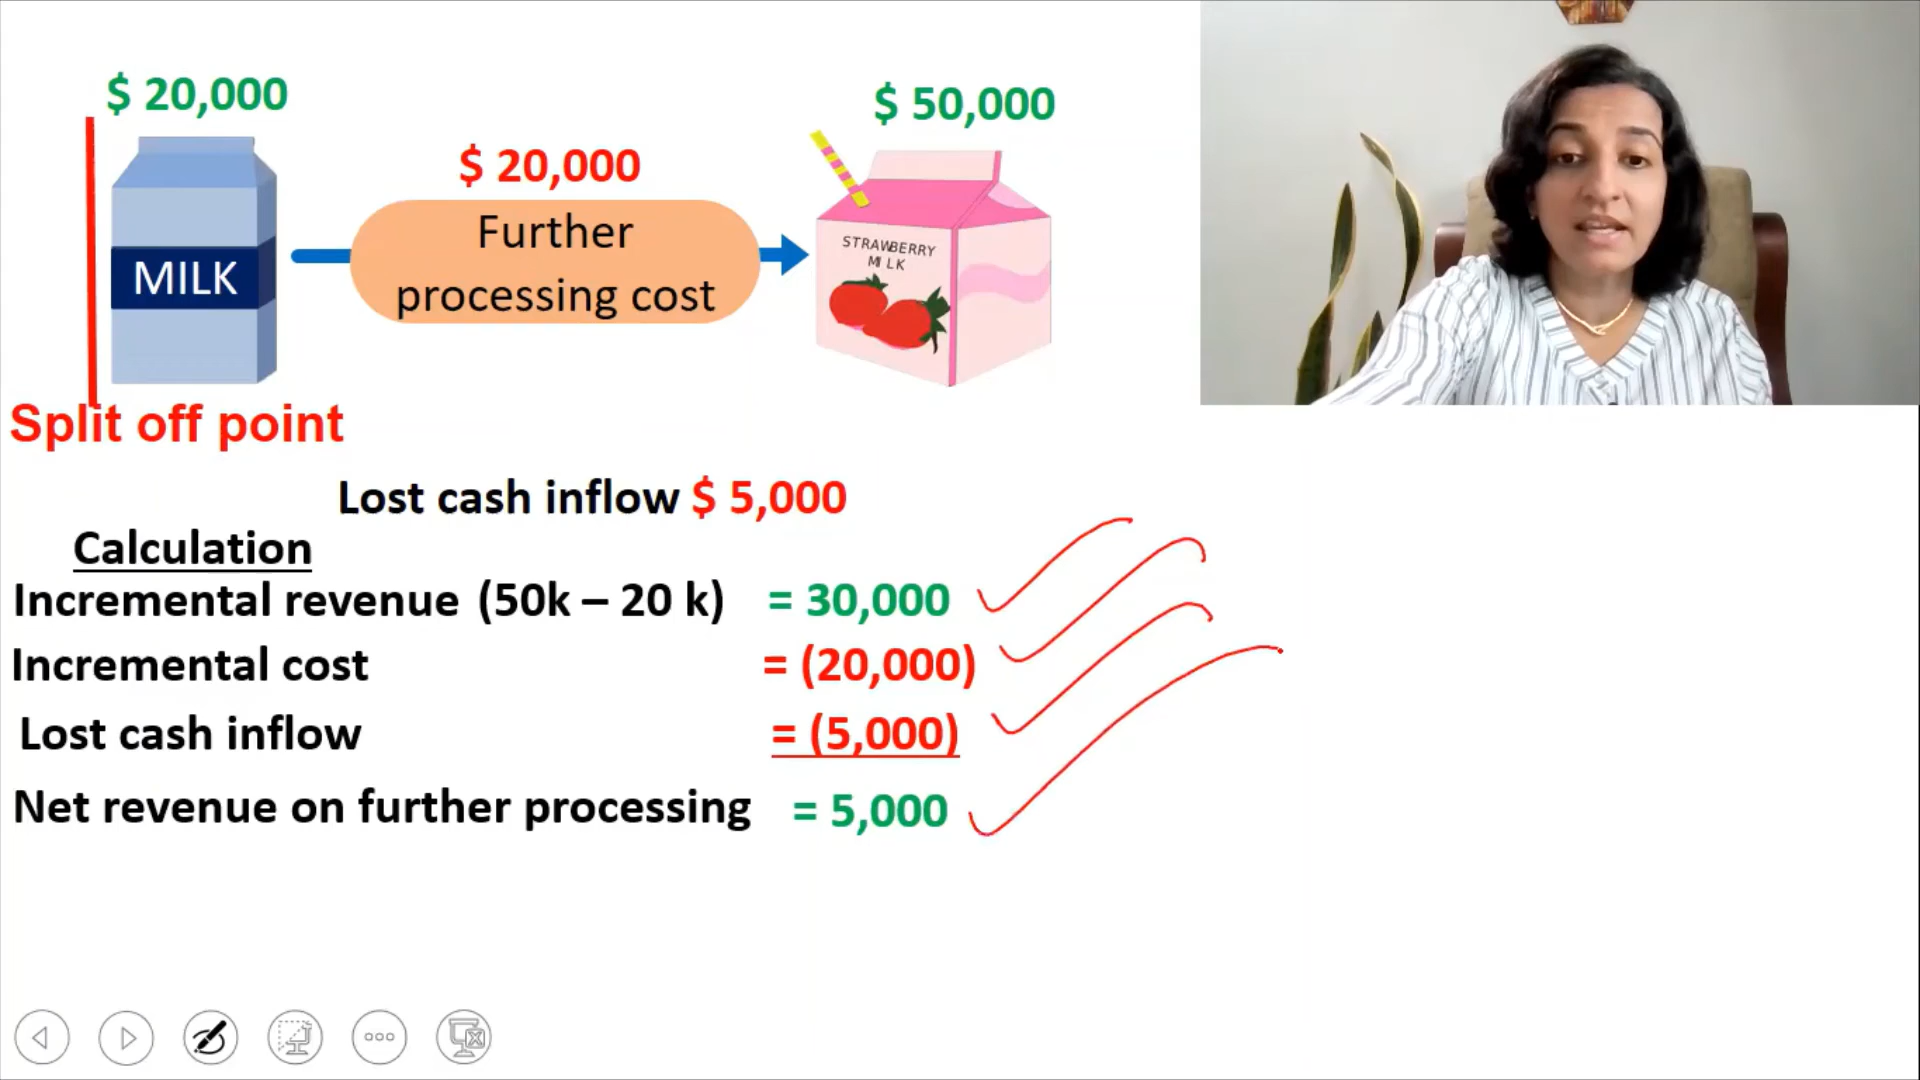 $ 20,000
$ 50,000
$ 20,000
Further
processing cost
MILK
STRAWBERRY
MILK
Split off point
Lost cash inflow $ 5,000
Calculation
Incremental revenue (50k – 20 k) = 30,000
Incremental cost = (20,000)
Lost cash inflow = (5,000)
Net revenue on further processing = 5,000